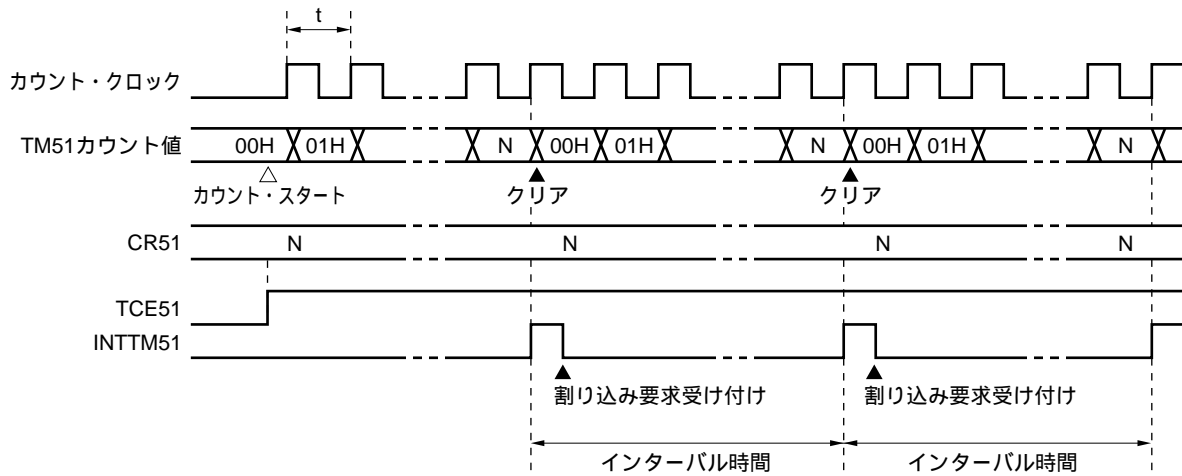 t
カウント・クロック
TM51カウント値 00H 01H N 00H 01H N 00H 01H N
カウント・スタート クリア クリア
CR51 N N N N
TCE51
INTTM51
割り込み要求受け付け 割り込み要求受け付け
インターバル時間 インターバル時間